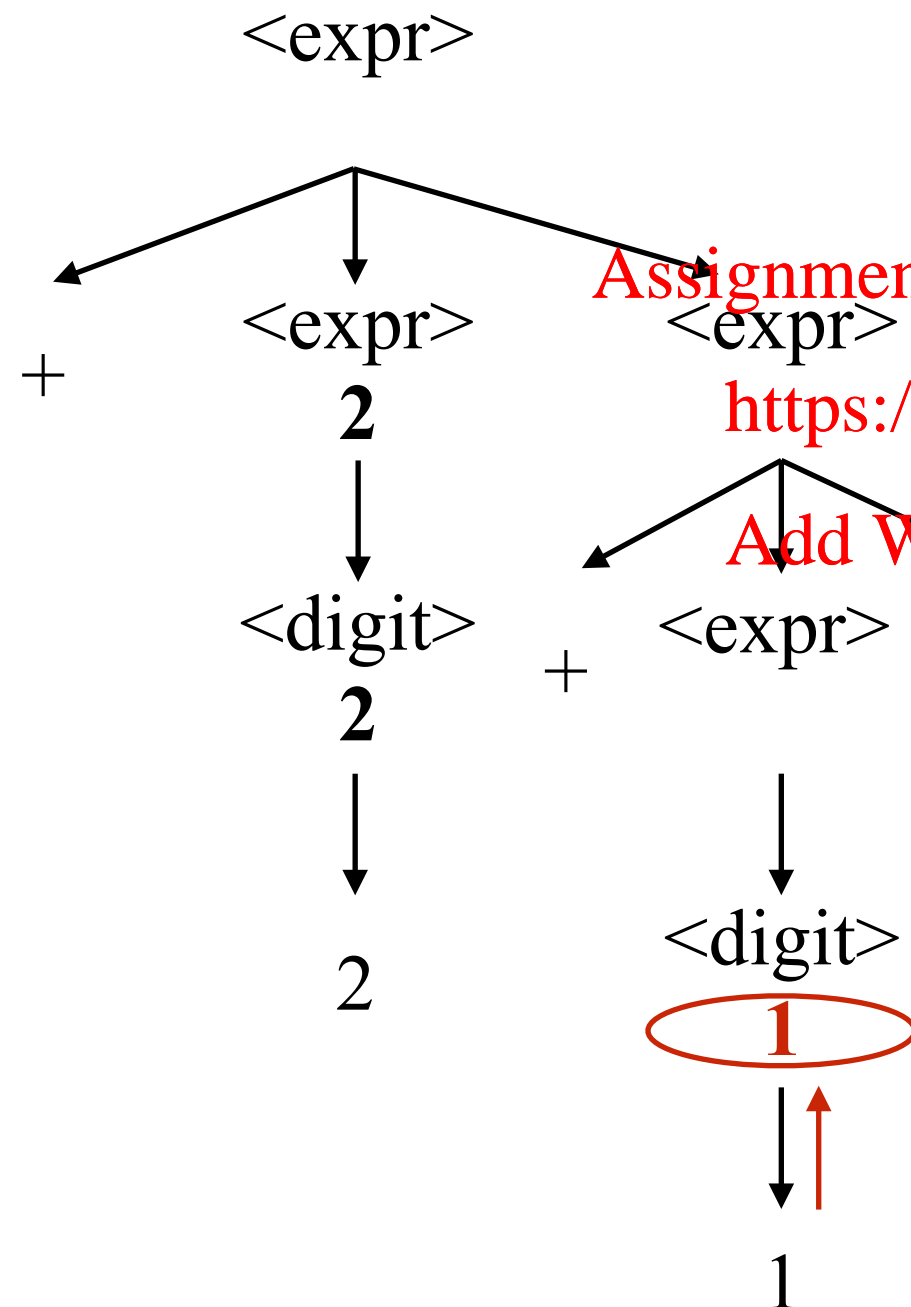 <expr>
Assignmen
<expr> <expr>
+
2 https:/
Add W
<digit> <expr>
+
2
<digit>
2
1
1